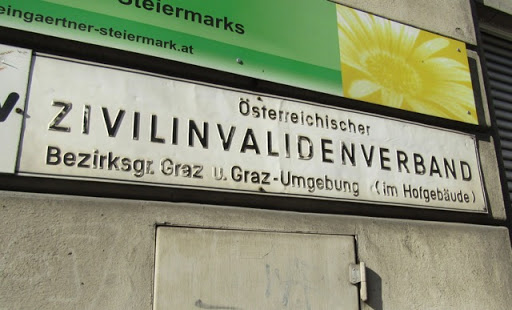 Steiermarks
eingaertner-steiermark.at
Österreichischer
ZIVILINVALIDENVERBAND
Bezirksgr. Graz u. Graz-Umgebung (im Hofgebäude)